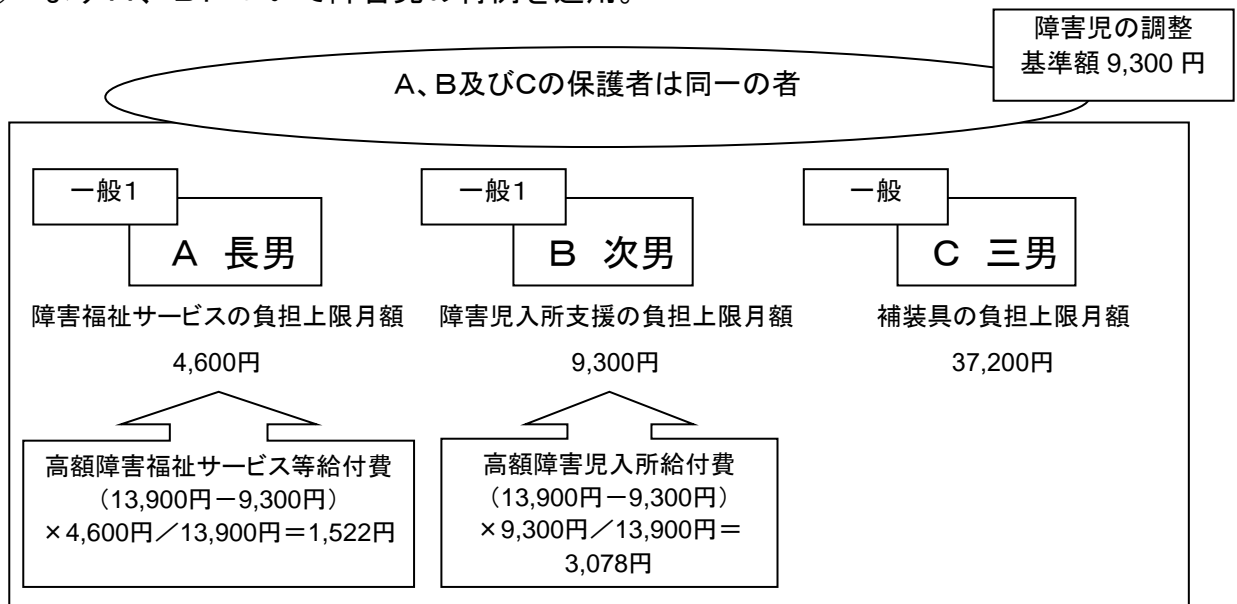 障害児の調整
基準額 9,300 円
A、B及びCの保護者は同一の者
一般1
A 長男
障害福祉サービスの負担上限月額
4,600円
高額障害福祉サービス等給付費
（13,900円－9,300円）
×4,600円／13,900円＝1,522円
一般1
B 次男
障害児入所支援の負担上限月額
9,300円
高額障害児入所給付費
（13,900円－9,300円）
×9,300円／13,900円＝
3,078円
一般
C 三男
補装具の負担上限月額
37,200円